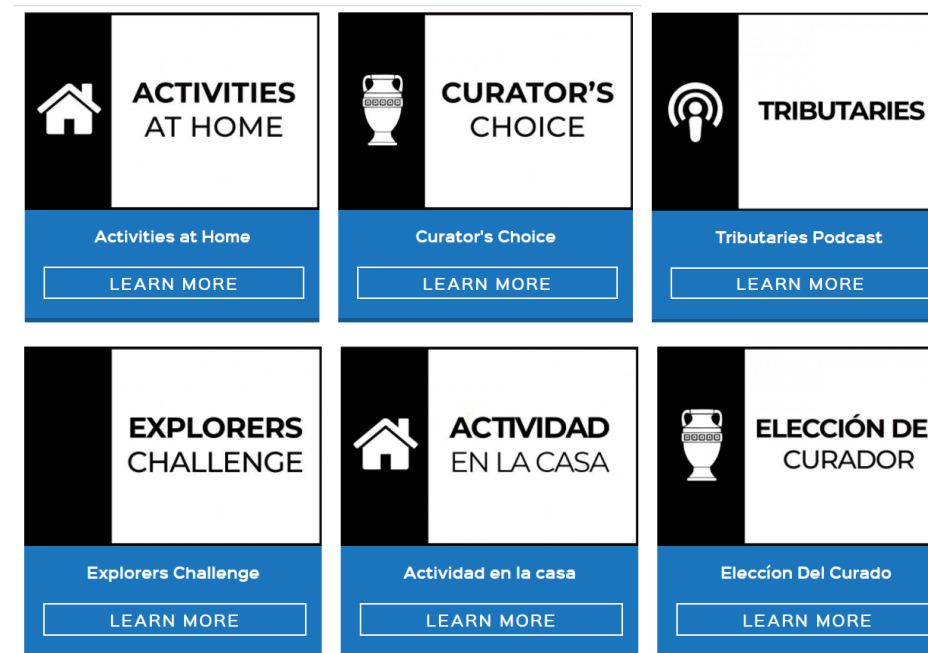 ACTIVITIES
AT HOME
CURATOR'S
CHOICE
TRIBUTARIES
Activities at Home
Curator's Choice
Tributaries Podcast
LEARN MORE
LEARN MORE
LEARN MORE
EXPLORERS
CHALLENGE
ACTIVIDAD
EN LA CASA
ELECCIÓN DE
CURADOR
Explorers Challenge
Actividad en la casa
Eleccíon Del Curado
LEARN MORE
LEARN MORE
LEARN MORE